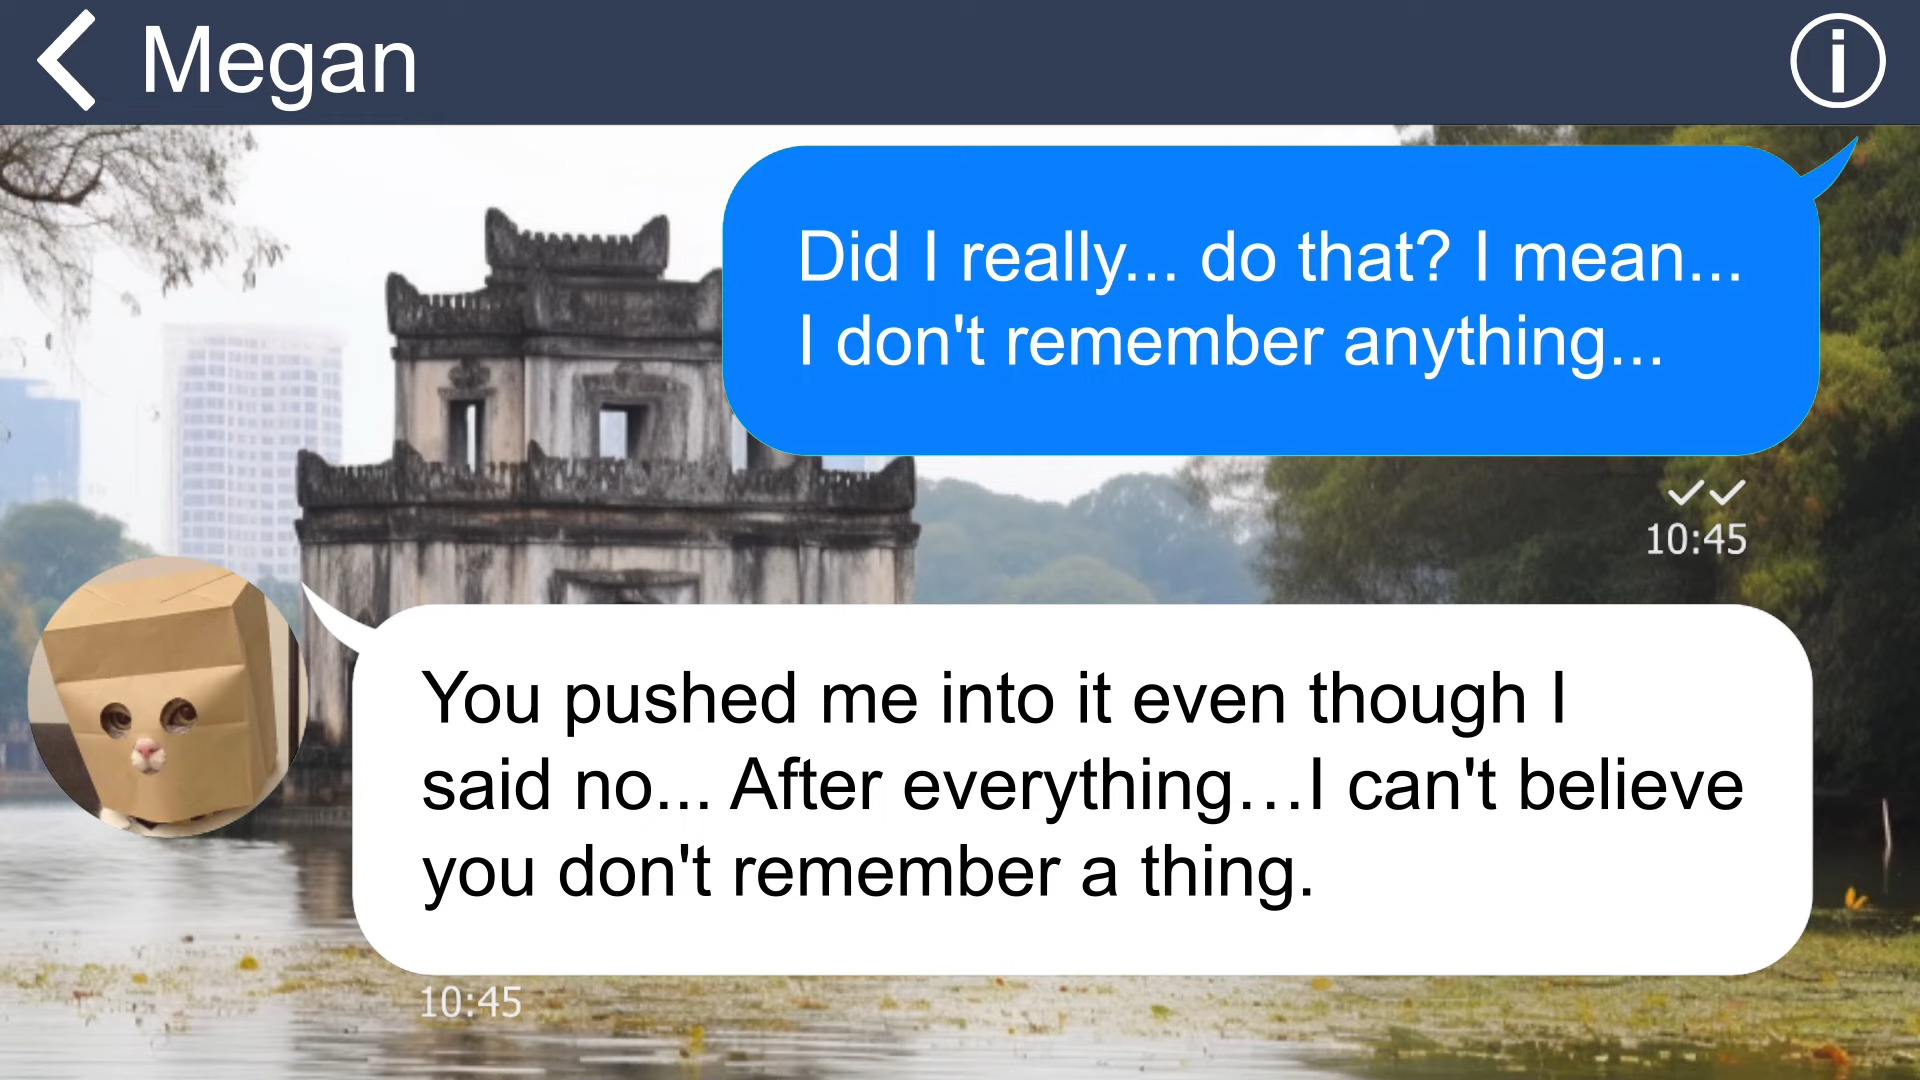 Megan
Did I really... do that? I mean...
I don't remember anything...
10:45
You pushed me into it even though I
said no... After everything…I can't believe
you don't remember a thing.
10:45